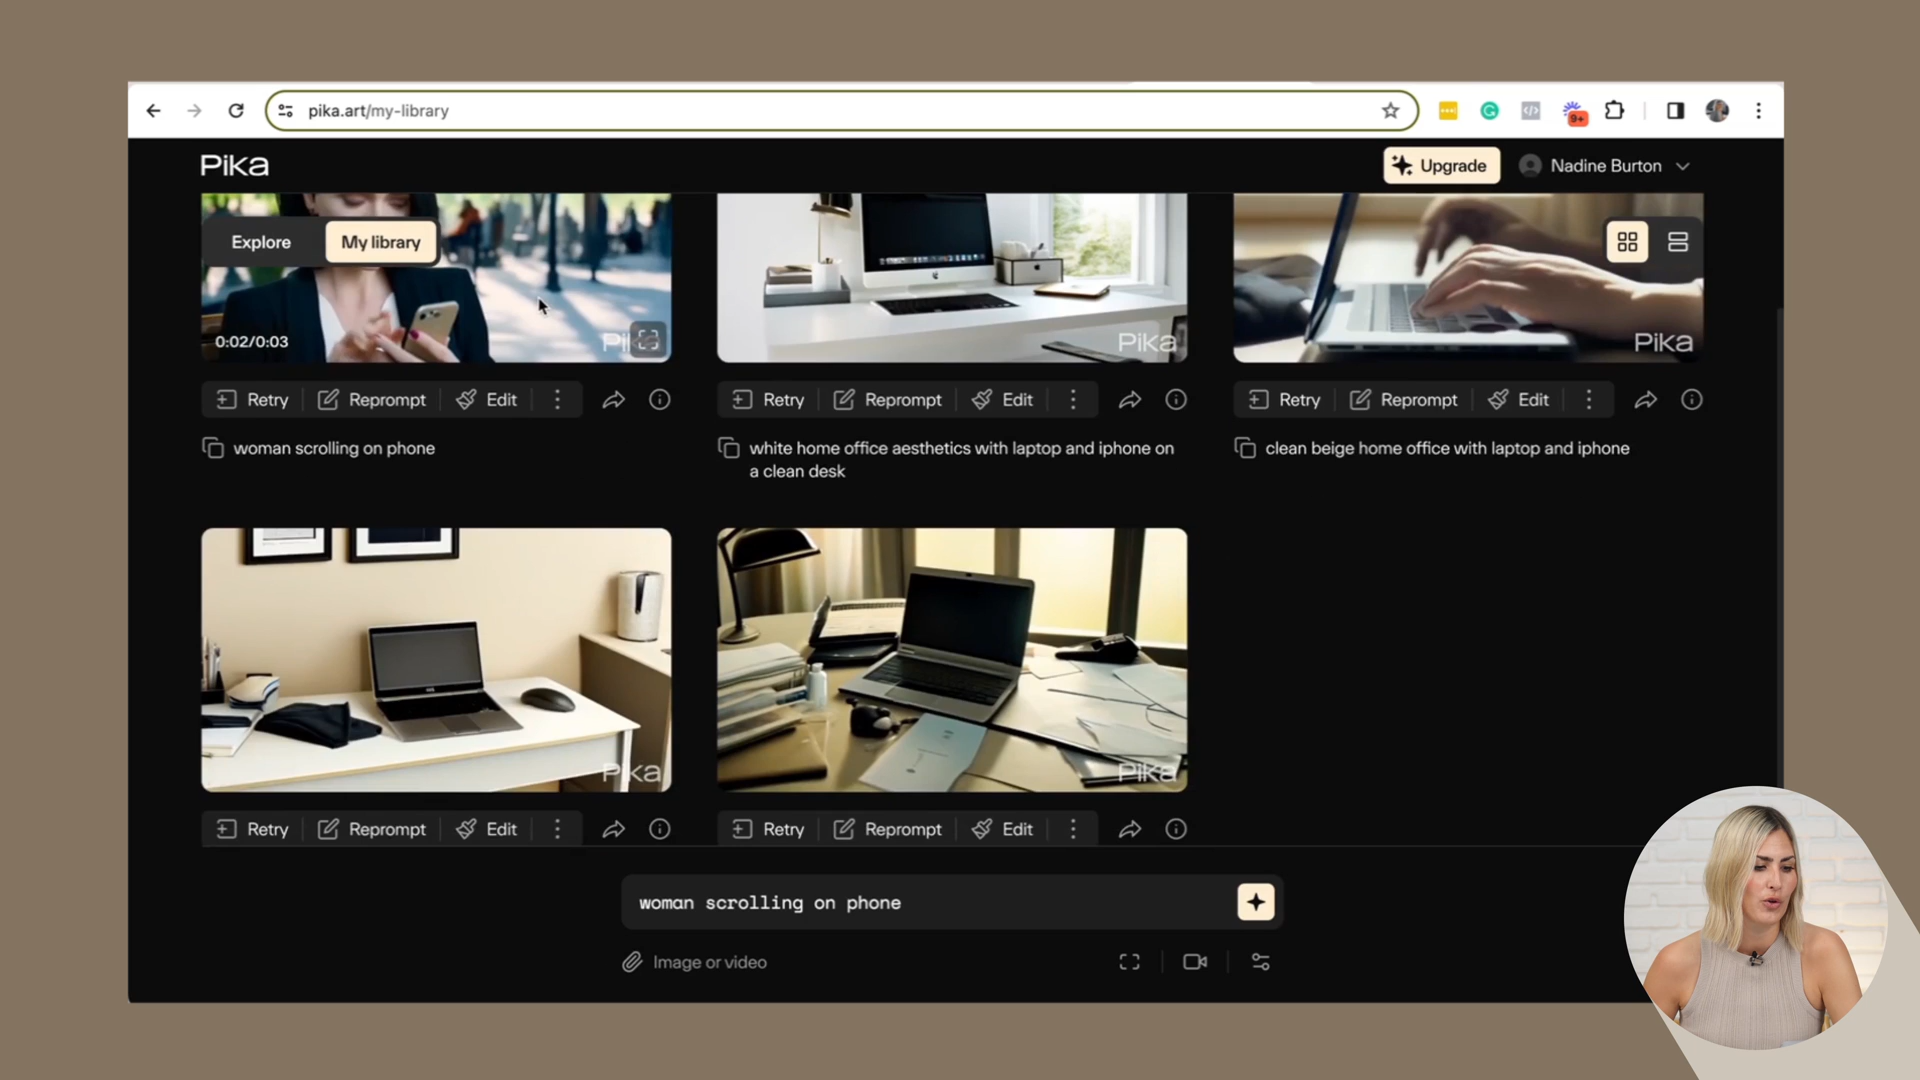 pika.art/my-library
9+
Pika
Upgrade
Nadine Burton
Explore
My library
0:02/0:03
Pika
Pika
Retry
Reprompt
Edit
Retry
Reprompt
Edit
Retry
Reprompt
Edit
woman scrolling on phone
white home office aesthetics with laptop and iphone on
a clean desk
clean beige home office with laptop and iphone
Pika
Pika
Retry
Reprompt
Edit
Retry
Reprompt
Edit
woman scrolling on phone
Image or video